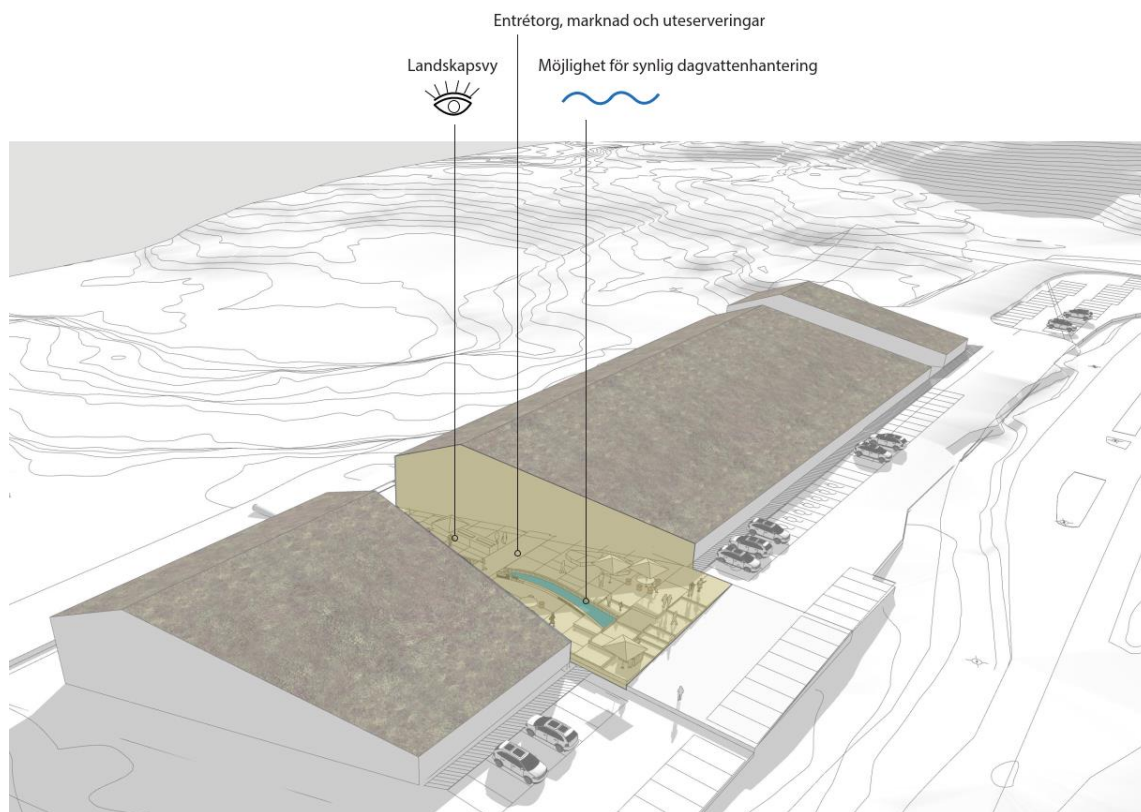 Entrétorg, marknad och uteserveringar
Landskapsvy
Möjlighet för synlig dagvattenhantering